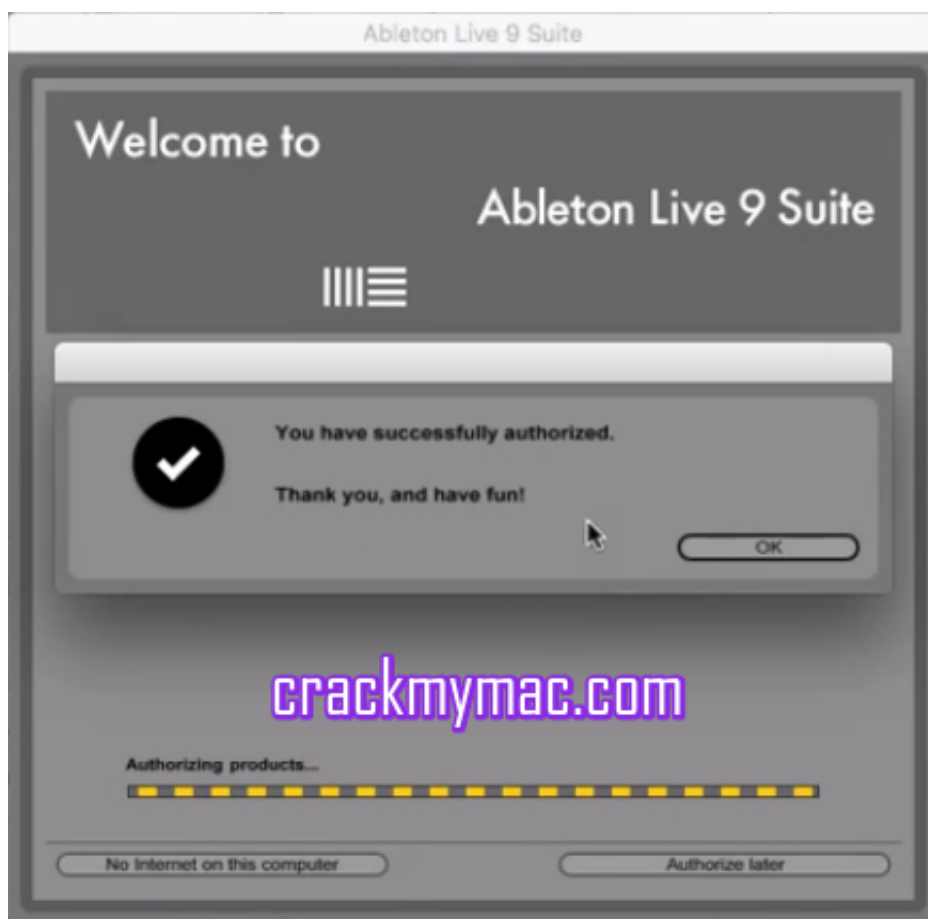 Ableton Live 9 Suite
Welcome to
Ableton Live 9 Suite
You have successfully authorized.
Thank you, and have fun!
OK
crackmymac.com
Authorizing products...
No Internet on this computer
Authorize later